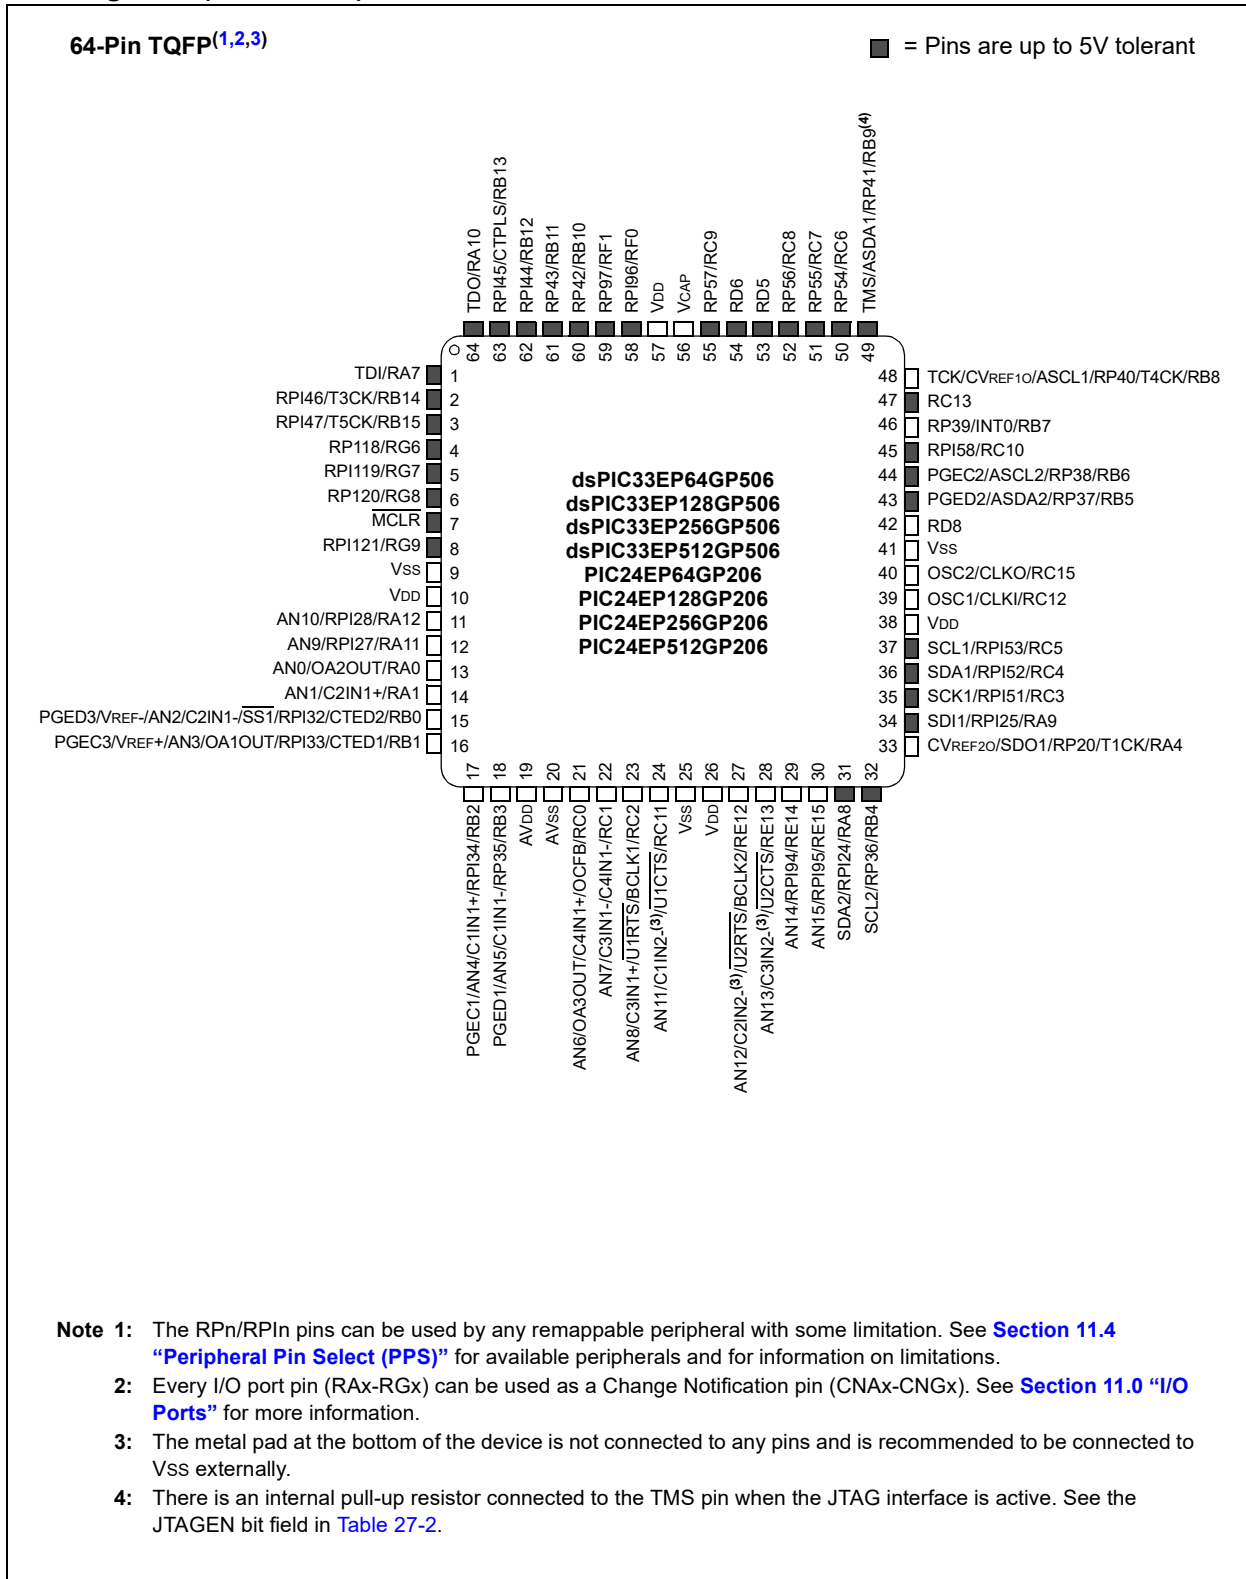 64-Pin TQFP(1,2,3)
= Pins are up to 5V tolerant
TDO/RA10
RPI45/CTPLS/RB13
RPI44/RB12
RP43/RB11
RP42/RB10
RP97/RF1
RPI96/RF0
VDD
VCAP
RP57/RC9
RD6
RD5
RP56/RC8
RP55/RC7
RP54/RC6
TMS/ASDA1/RP41/RB9(4)
64
63
62
61
60
59
58
57
56
55
54
53
52
51
50
49
TDI/RA7 1
RPI46/T3CK/RB14 2
RPI47/T5CK/RB15 3
RP118/RG6 4
RPI119/RG7 5
RP120/RG8 6
MCLR 7
RPI121/RG9 8
VSS 9
VDD 10
AN10/RPI28/RA12 11
AN9/RPI27/RA11 12
AN0/OA2OUT/RA0 13
AN1/C2IN1+/RA1 14
PGED3/VREF-/AN2/C2IN1-/SS1/RPI32/CTED2/RB0 15
PGEC3/VREF+/AN3/OA1OUT/RPI33/CTED1/RB1 16
dsPIC33EP64GP506
dsPIC33EP128GP506
dsPIC33EP256GP506
dsPIC33EP512GP506
PIC24EP64GP206
PIC24EP128GP206
PIC24EP256GP206
PIC24EP512GP206
48 TCK/CVREF1O/ASCL1/RP40/T4CK/RB8
47 RC13
46 RP39/INT0/RB7
45 RPI58/RC10
44 PGEC2/ASCL2/RP38/RB6
43 PGED2/ASDA2/RP37/RB5
42 RD8
41 VSS
40 OSC2/CLKO/RC15
39 OSC1/CLKI/RC12
38 VDD
37 SCL1/RPI53/RC5
36 SDA1/RPI52/RC4
35 SCK1/RPI51/RC3
34 SDI1/RPI25/RA9
33 CVREF2O/SDO1/RP20/T1CK/RA4
17
18
19
20
21
22
23
24
25
26
27
28
29
30
31
32
PGEC1/AN4/C1IN1+/RPI34/RB2
PGED1/AN5/C1IN1-/RP35/RB3
AVDD
AVSS
AN6/OA3OUT/C4IN1+/OCFB/RC0
AN7/C3IN1-/C4IN1-/RC1
AN8/C3IN1+/U1RTS/BCLK1/RC2
AN11/C1IN2-(3)/U1CTS/RC11
VSS
VDD
AN12/C2IN2-(3)/U2RTS/BCLK2/RE12
AN13/C3IN2-(3)/U2CTS/RE13
AN14/RPI94/RE14
AN15/RPI95/RE15
SDA2/RPI24/RA8
SCL2/RP36/RB4
Note 1: The RPn/RPIn pins can be used by any remappable peripheral with some limitation. See Section 11.4
“Peripheral Pin Select (PPS)” for available peripherals and for information on limitations.
2: Every I/O port pin (RAx-RGx) can be used as a Change Notification pin (CNAx-CNGx). See Section 11.0 “I/O
Ports” for more information.
3: The metal pad at the bottom of the device is not connected to any pins and is recommended to be connected to
VSS externally.
4: There is an internal pull-up resistor connected to the TMS pin when the JTAG interface is active. See the
JTAGEN bit field in Table 27-2.